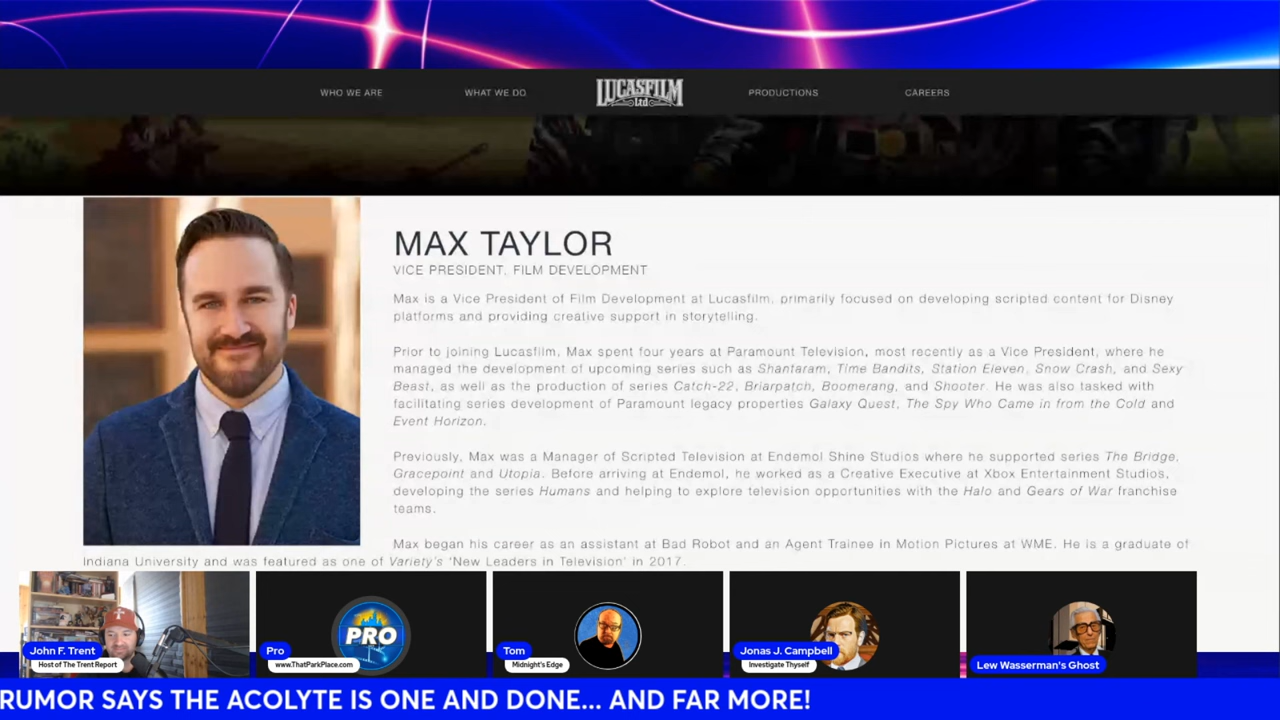 WHO WE ARE
WHAT WE DO
LUCASFILM
Ltd
PRODUCTIONS
CAREERS
MAX TAYLOR
VICE PRESIDENT, FILM DEVELOPMENT
Max is a Vice President of Film Development at Lucasfilm, primarily focused on developing scripted content for Disney
platforms and providing creative support in storytelling.
Prior to joining Lucasfilm, Max spent four years at Paramount Television, most recently as a Vice President, where he
managed the development of upcoming series such as Shantaram, Time Bandits, Station Eleven, Snow Crash, and Sexy
Beast, as well as the production of series Catch-22, Briarpatch, Boomerang, and Shooter. He was also tasked with
facilitating series development of Paramount legacy properties Galaxy Quest, The Spy Who Came in from the Cold and
Event Horizon.
Previously, Max was a Manager of Scripted Television at Endemol Shine Studios where he supported series The Bridge,
Gracepoint and Utopia. Before arriving at Endemol, he worked as a Creative Executive at Xbox Entertainment Studios,
developing the series Humans and helping to explore television opportunities with the Halo and Gears of War franchise
teams.
Max began his career as an assistant at Bad Robot and an Agent Trainee in Motion Pictures at WME. He is a graduate of
Indiana University and was featured as one of Variety's 'New Leaders in Television' in 2017.
John F. Trent
Host of The Trent Report
PRO
Pro
www.ThatParkPlace.com
Tom
Midnight's Edge
Jonas J. Campbell
Investigate Thyself
Lew Wasserman's Ghost
RUMOR SAYS THE ACOLYTE IS ONE AND DONE... AND FAR MORE!